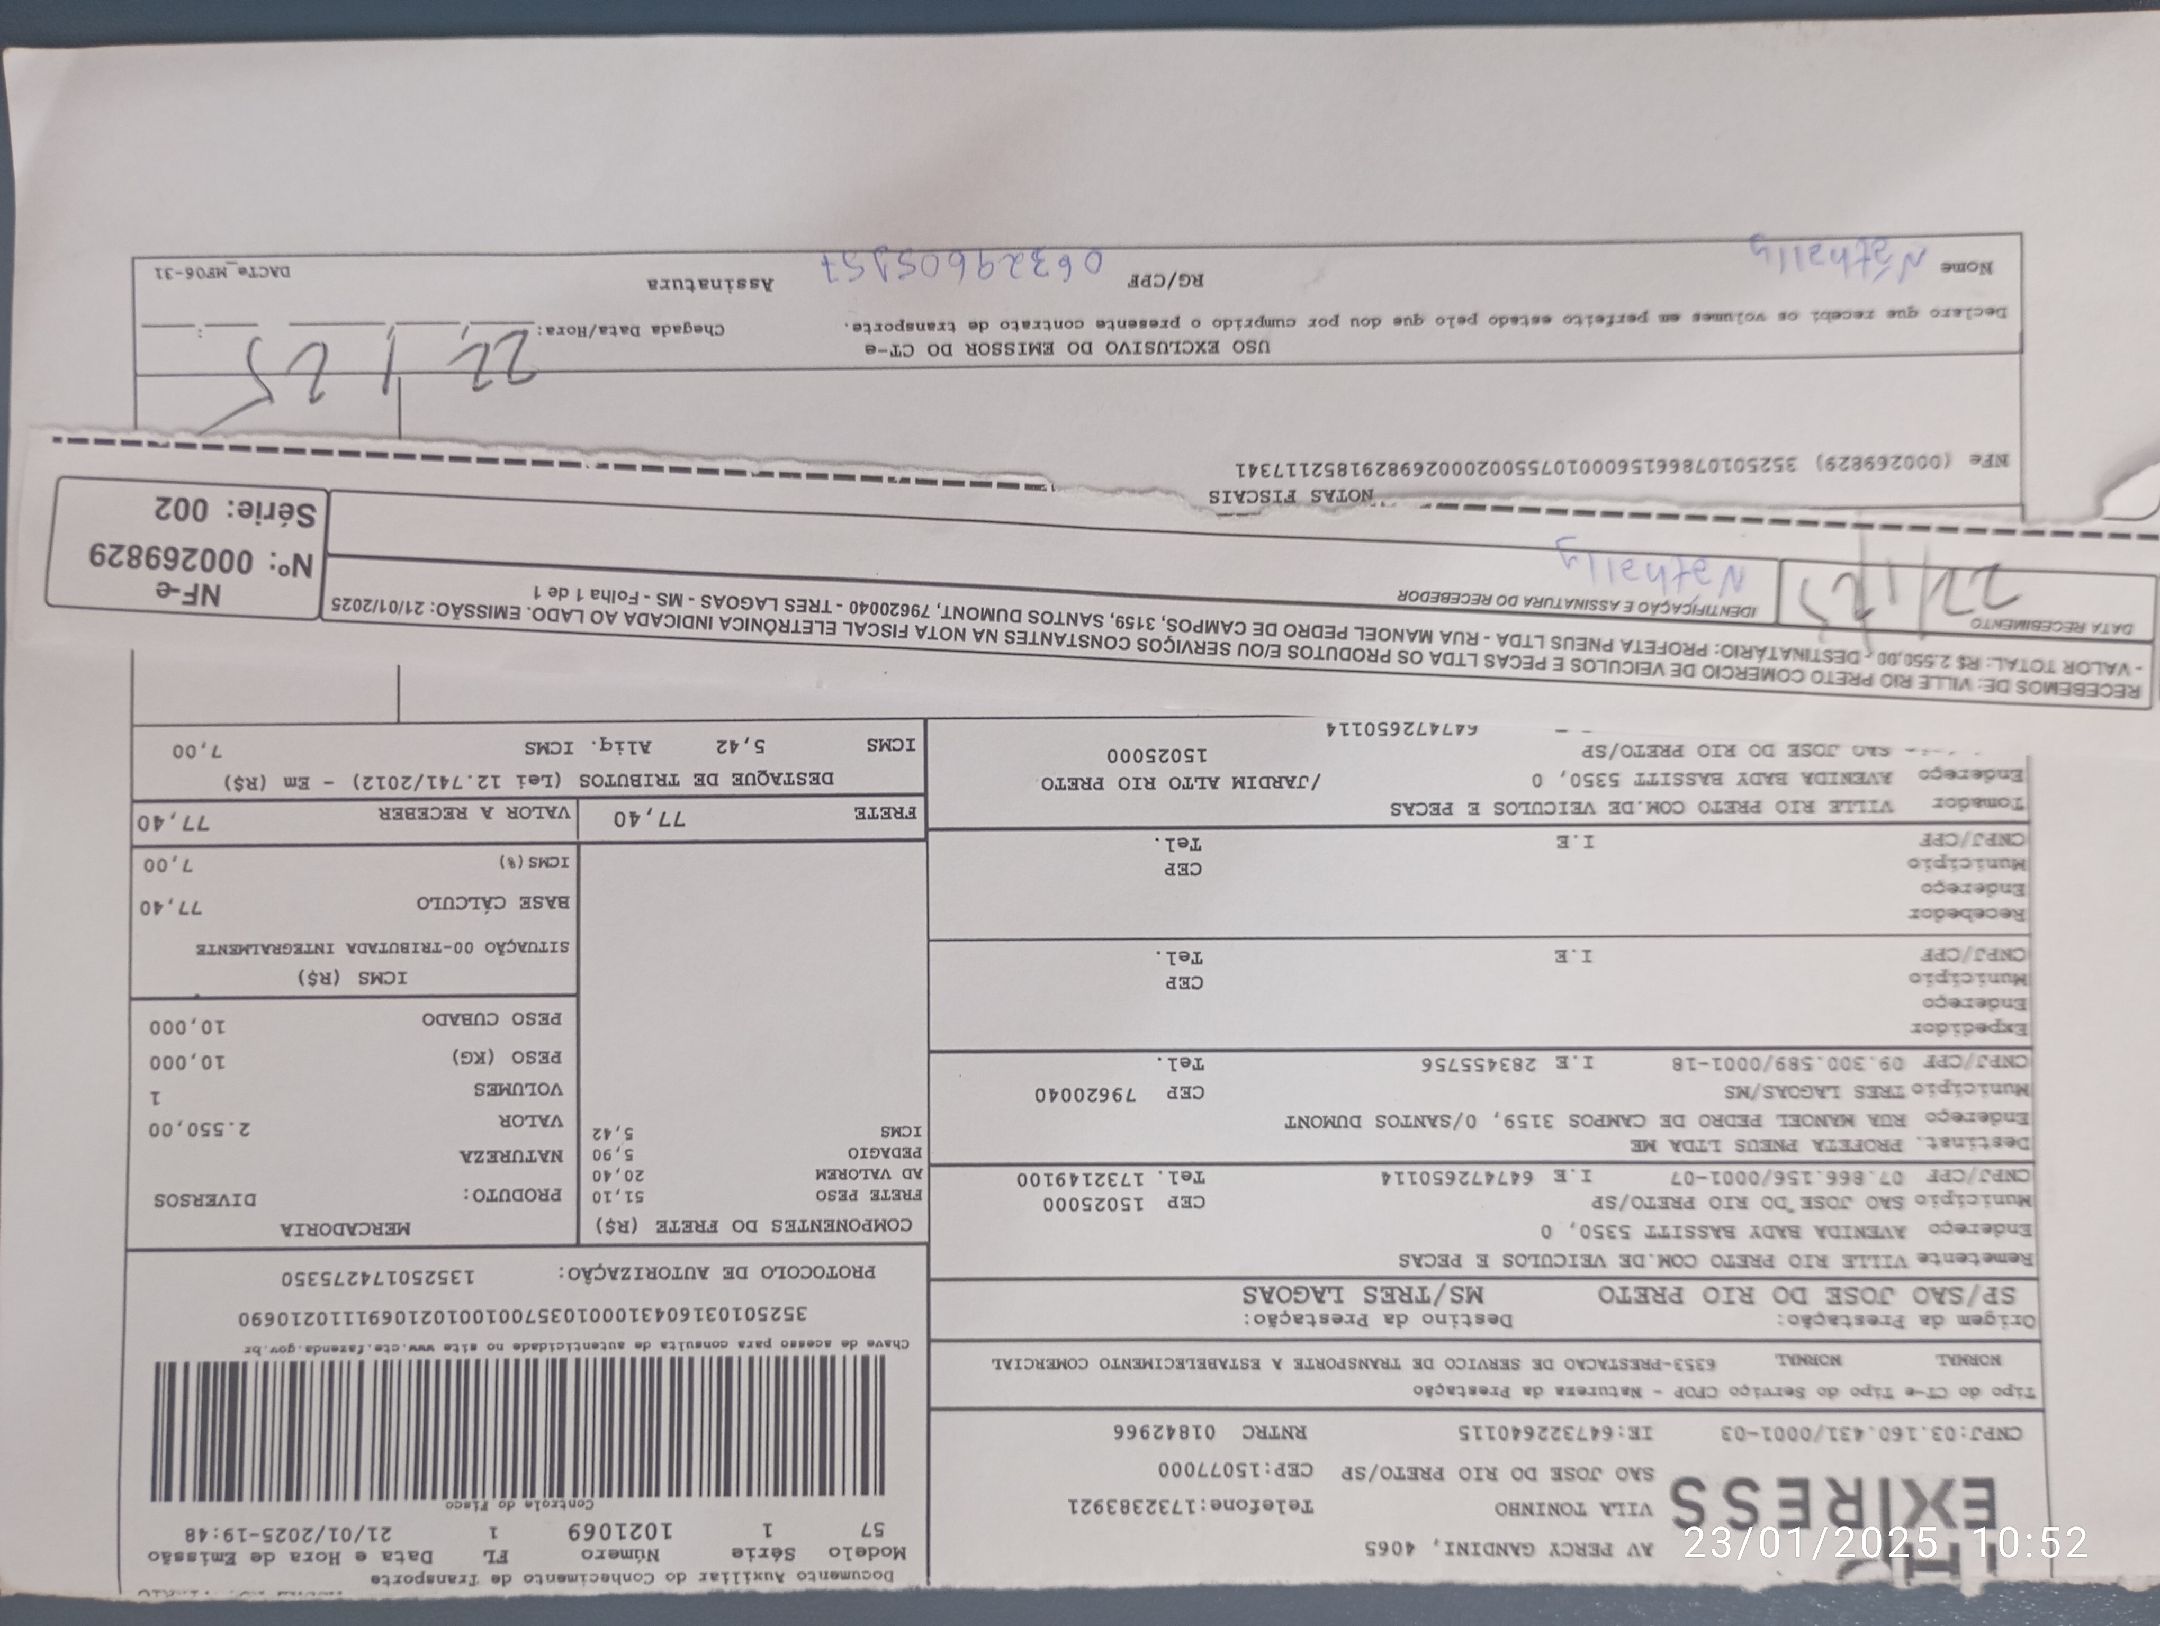 Documento Auxiliar do Conhecimento de Transporte
EXIRESS
AV PERCY GANDINI, 4065
VILA TONINHO Telefone:1732383921
SAO JOSE DO RIO PRETO/SP CEP:15077000
CNPJ:03.160.431/0001-03 IE:647322640115 RNTRC 01842966
Modelo Série Número FL Data e Hora de Emissão
57 1 1021069 1 21/01/2025-19:48
Controle do Fisco
Chave de acesso para consulta de autenticidade no site www.cte.fazenda.gov.br
35250103160431000103570010010210691110210690
PROTOCOLO DE AUTORIZAÇÃO: 135250174275350
Tipo do CT-e Tipo do Serviço CFOP - Natureza da Prestação
NORMAL NORMAL 6353-PRESTACAO DE SERVICO DE TRANSPORTE A ESTABELECIMENTO COMERCIAL
Origem da Prestação: Destino da Prestação:
SP/SAO JOSE DO RIO PRETO MS/TRES LAGOAS
Remetente VILLE RIO PRETO COM.DE VEICULOS E PECAS
Endereço AVENIDA BADY BASSITT 5350, 0
Município SAO JOSE DO RIO PRETO/SP CEP 15025000
CNPJ/CPF 07.866.156/0001-07 I.E 647472650114 Tel. 1732149100
Destinat. PROFETA PNEUS LTDA ME
Endereço RUA MANOEL PEDRO DE CAMPOS 3159, 0/SANTOS DUMONT
Município TRES LAGOAS/MS CEP 79620040
CNPJ/CPF 09.300.589/0001-18 I.E 283455756 Tel.
Expedidor
Endereço
Município CEP
CNPJ/CPF I.E Tel.
Recebedor
Endereço
Município CEP
CNPJ/CPF I.E Tel.
Tomador VILLE RIO PRETO COM.DE VEICULOS E PECAS
Endereço AVENIDA BADY BASSITT 5350, 0 /JARDIM ALTO RIO PRETO
SAO JOSE DO RIO PRETO/SP 15025000
647472650114
COMPONENTES DO FRETE (R$)
FRETE PESO 51,10
AD VALOREM 20,40
PEDAGIO 5,90
ICMS 5,42
MERCADORIA
PRODUTO: DIVERSOS
NATUREZA
VALOR 2.550,00
VOLUMES 1
PESO (KG) 10,000
PESO CUBADO 10,000
ICMS (R$)
SITUAÇÃO 00-TRIBUTADA INTEGRALMENTE
BASE CÁLCULO 77,40
ICMS(%) 7,00
FRETE 77,40 VALOR A RECEBER 77,40
DESTAQUE DE TRIBUTOS (Lei 12.741/2012) - Em (R$)
ICMS 5,42 Aliq. ICMS 7,00
RECEBEMOS DE: VILLE RIO PRETO COMERCIO DE VEICULOS E PECAS LTDA OS PRODUTOS E/OU SERVIÇOS CONSTANTES NA NOTA FISCAL ELETRÔNICA INDICADA AO LADO. EMISSÃO: 21/01/2025
- VALOR TOTAL: R$ 2.550,00 - DESTINATÁRIO: PROFETA PNEUS LTDA - RUA MANOEL PEDRO DE CAMPOS, 3159, SANTOS DUMONT, 79620040 - TRES LAGOAS - MS - Folha 1 de 1
DATA RECEBIMENTO IDENTIFICAÇÃO E ASSINATURA DO RECEBEDOR
22/1/25 Nathally
NF-e
Nº: 000269829
Série: 002
NOTAS FISCAIS
NFe (000269829) 35250107866156000107550020002698291852117341
USO EXCLUSIVO DO EMISSOR DO CT-e
Declaro que recebi os volumes em perfeito estado pelo que dou por cumprido o presente contrato de transporte. Chegada Data/Hora: 22 1 25
Nome Nathally RG/CPF 06329605157 Assinatura DACTe_MF06-31
23/01/2025 10:52